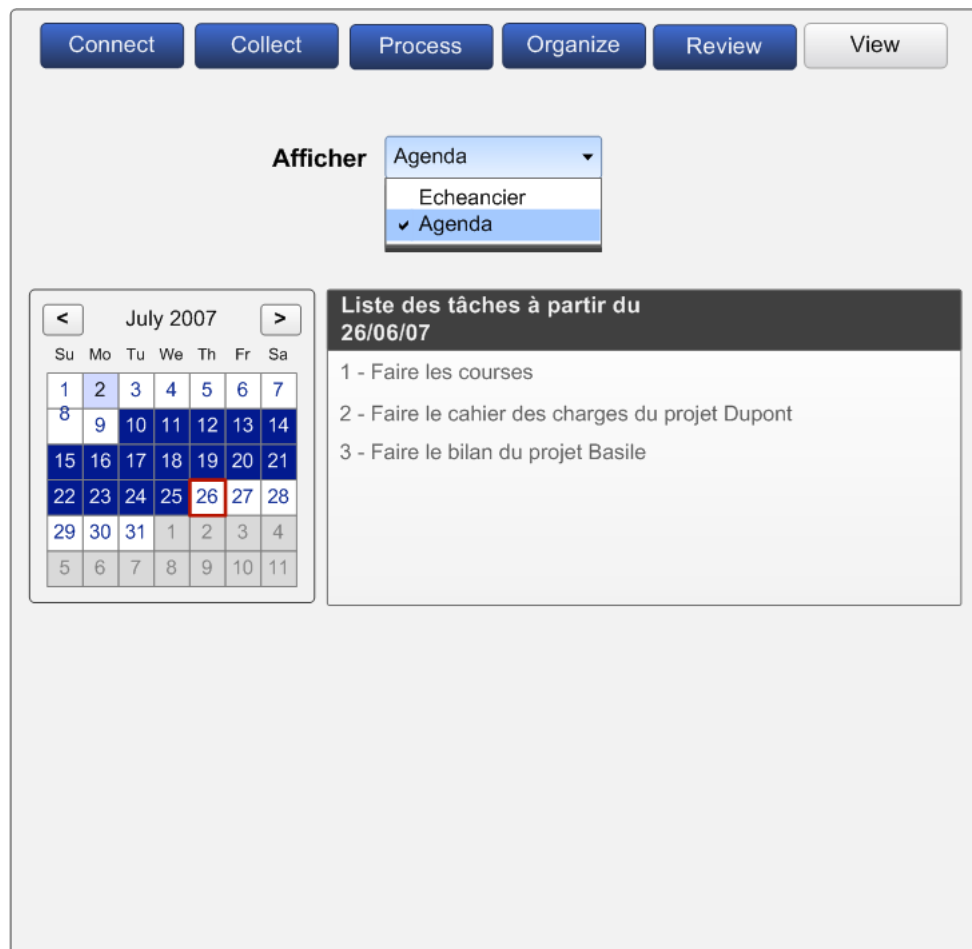 Connect Collect Process Organize Review View
Afficher Agenda
Echeancier
Agenda
< July 2007 >
Su Mo Tu We Th Fr Sa
1 2 3 4 5 6 7
8 9 10 11 12 13 14
15 16 17 18 19 20 21
22 23 24 25 26 27 28
29 30 31 1 2 3 4
5 6 7 8 9 10 11
Liste des tâches à partir du
26/06/07
1 - Faire les courses
2 - Faire le cahier des charges du projet Dupont
3 - Faire le bilan du projet Basile